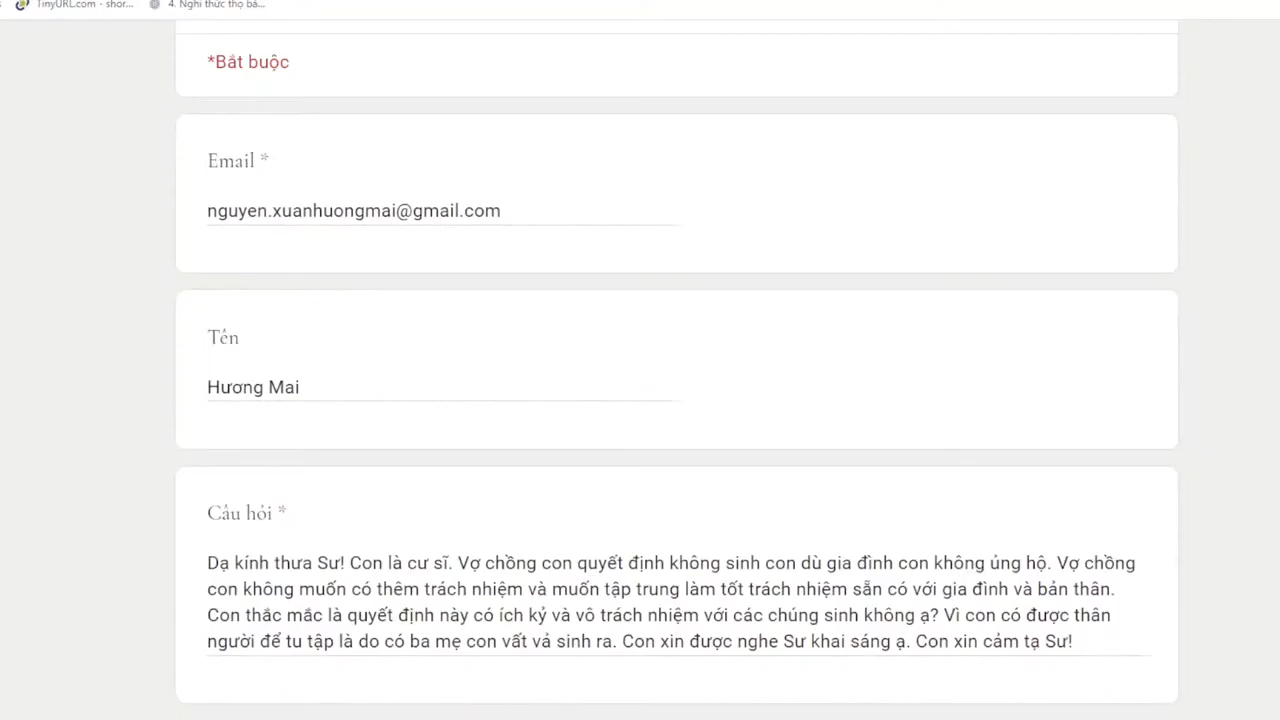 TinyURL.com - shor... 4. Nghi thức thọ bá...
*Bắt buộc
Email *
nguyen.xuanhuongmai@gmail.com
Tên
Hương Mai
Câu hỏi *
Dạ kính thưa Sư! Con là cư sĩ. Vợ chồng con quyết định không sinh con dù gia đình con không ủng hộ. Vợ chồng
con không muốn có thêm trách nhiệm và muốn tập trung làm tốt trách nhiệm sẵn có với gia đình và bản thân.
Con thắc mắc là quyết định này có ích kỷ và vô trách nhiệm với các chúng sinh không ạ? Vì con có được thân
người để tu tập là do có ba mẹ con vất vả sinh ra. Con xin được nghe Sư khai sáng ạ. Con xin cảm tạ Sư!